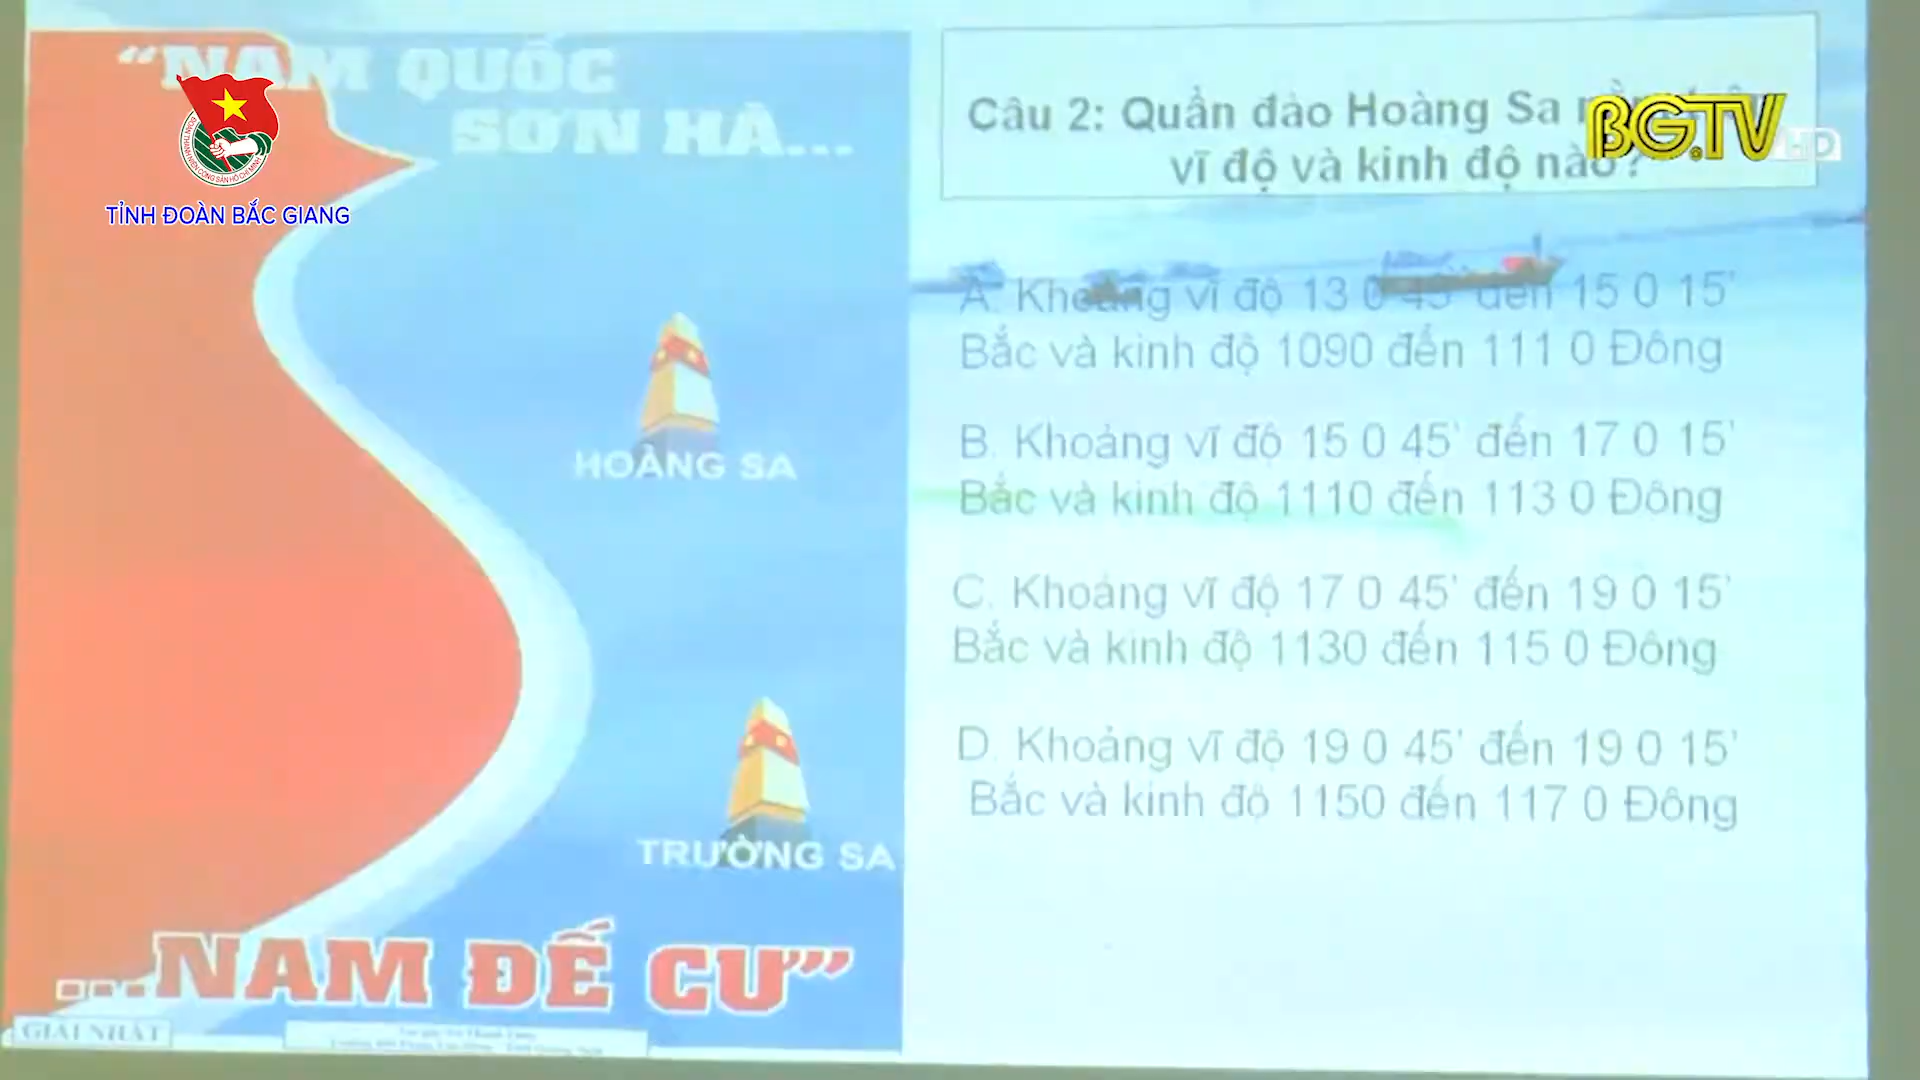 “NAM QUỐC
SƠN HÀ...
TỈNH ĐOÀN BẮC GIANG
HOÀNG SA
TRƯỜNG SA
...NAM ĐẾ CƯ”
GIẢI NHẤT
BG.TV
HD
Câu 2: Quần đảo Hoàng Sa
vĩ độ và kinh độ nào?
A. Khoảng vĩ độ 13 0 45' đến 15 0 15'
Bắc và kinh độ 1090 đến 111 0 Đông
B. Khoảng vĩ độ 15 0 45' đến 17 0 15'
Bắc và kinh độ 1110 đến 113 0 Đông
C. Khoảng vĩ độ 17 0 45' đến 19 0 15'
Bắc và kinh độ 1130 đến 115 0 Đông
D. Khoảng vĩ độ 19 0 45' đến 19 0 15'
Bắc và kinh độ 1150 đến 117 0 Đông